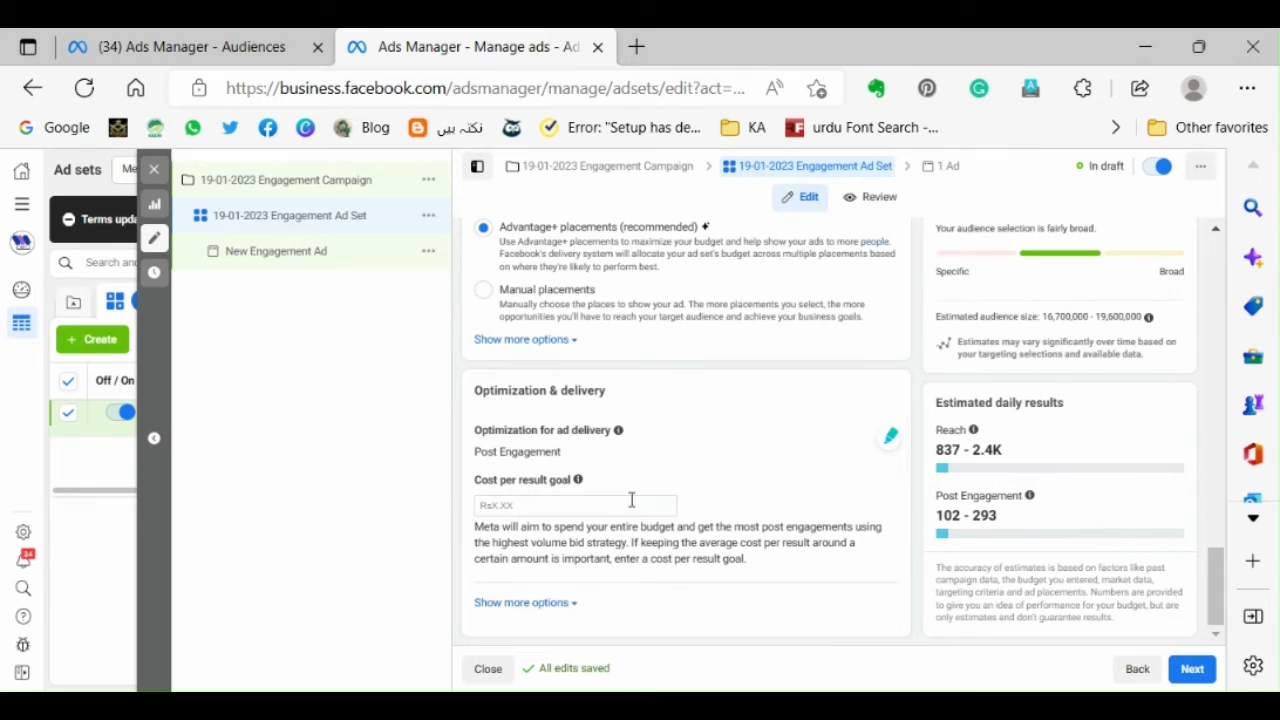 (34) Ads Manager - Audiences
Ads Manager - Manage ads - Ad
https://business.facebook.com/adsmanager/manage/adsets/edit?act=...
Google
Blog
نکتہ بیں
Error: "Setup has de...
KA
urdu Font Search -...
Other favorites
Ad sets
Me
19-01-2023 Engagement Campaign
19-01-2023 Engagement Ad Set
New Engagement Ad
Terms upda
Search and
+ Create
Off / On
34
19-01-2023 Engagement Campaign > 19-01-2023 Engagement Ad Set > 1 Ad
In draft
Edit
Review
Advantage+ placements (recommended)
Use Advantage+ placements to maximize your budget and help show your ads to more people.
Facebook's delivery system will allocate your ad set's budget across multiple placements based
on where they're likely to perform best.
Manual placements
Manually choose the places to show your ad. The more placements you select, the more
opportunities you'll have to reach your target audience and achieve your business goals.
Show more options
Optimization & delivery
Optimization for ad delivery
Post Engagement
Cost per result goal
RsX.XX
Meta will aim to spend your entire budget and get the most post engagements using
the highest volume bid strategy. If keeping the average cost per result around a
certain amount is important, enter a cost per result goal.
Show more options
Close
All edits saved
Back
Next
Your audience selection is fairly broad.
Specific
Broad
Estimated audience size: 16,700,000 - 19,600,000
Estimates may vary significantly over time based on
your targeting selections and available data.
Estimated daily results
Reach
837 - 2.4K
Post Engagement
102 - 293
The accuracy of estimates is based on factors like past
campaign data, the budget you entered, market data,
targeting criteria and ad placements. Numbers are provided
to give you an idea of performance for your budget, but are
only estimates and don't guarantee results.